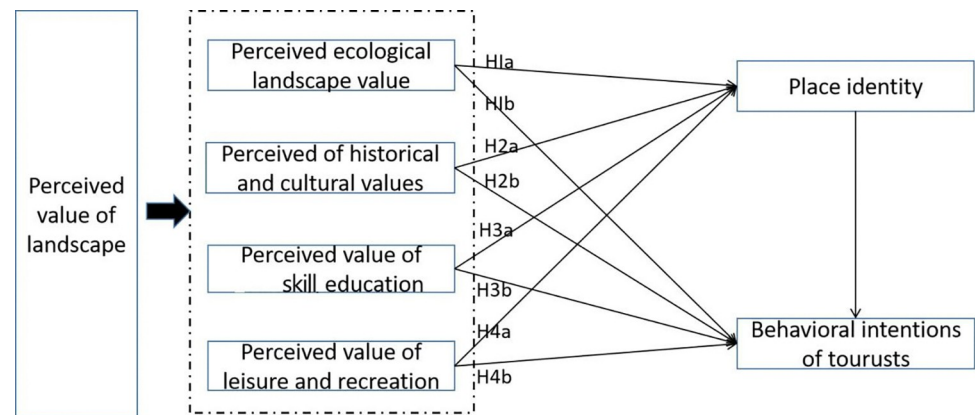 Perceived
value of
landscape
Perceived ecological
landscape value
Perceived of historical
and cultural values
Perceived value of
skill education
Perceived value of
leisure and recreation
HIa
HIb
H2a
H2b
H3a
H3b
H4a
H4b
Place identity
Behavioral intentions
of tourusts